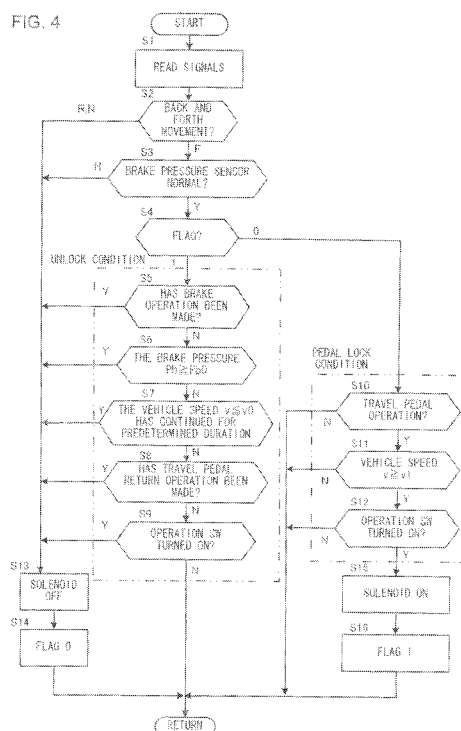 FIG. 4
START
S1
READ SIGNALS
S2
R,N
BACK AND
FORTH
MOVEMENT?
F
S3
N
BRAKE PRESSURE SENSOR
NORMAL?
Y
S4
FLAG?
0
1
UNLOCK CONDITION
S5
Y
HAS BRAKE
OPERATION BEEN
MADE?
N
S6
Y
THE BRAKE PRESSURE
Pb≧Pb0
N
S7
Y
THE VEHICLE SPEED v≦v0
HAS CONTINUED FOR
PREDETERMINED DURATION
N
S8
Y
HAS TRAVEL PEDAL
RETURN OPERATION BEEN
MADE?
N
S9
Y
OPERATION SW
TURNED ON?
N
PEDAL LOCK
CONDITION
S10
TRAVEL PEDAL
OPERATION?
N
Y
S11
VEHICLE SPEED
v≧v1
N
Y
S12
OPERATION SW
TURNED ON?
N
Y
S13
SOLENOID
OFF
S14
FLAG 0
S15
SOLENOID ON
S16
FLAG 1
RETURN